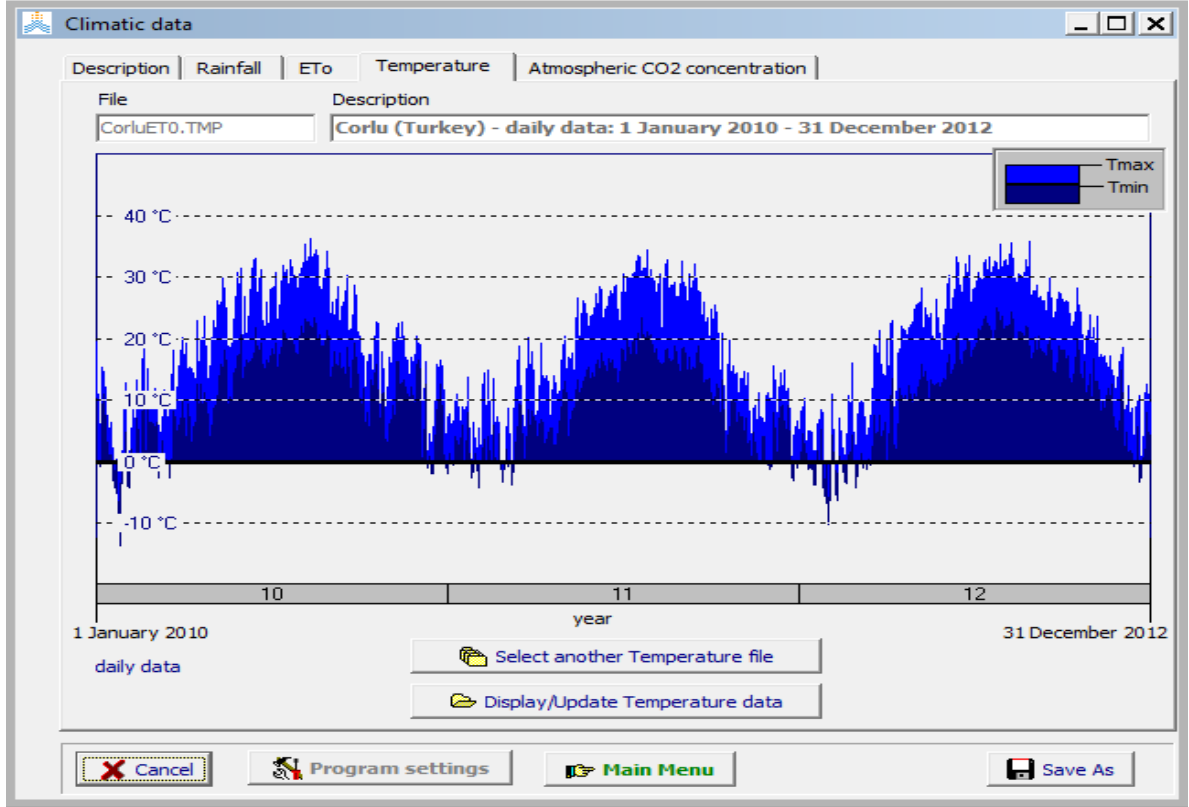 Climatic data
Description Rainfall ETo Temperature Atmospheric CO2 concentration
File Description
CorluET0.TMP Corlu (Turkey) - daily data: 1 January 2010 - 31 December 2012
Tmax
Tmin
40 °C
30 °C
20 °C
10 °C
0 °C
-10 °C
10 11 12
year
1 January 2010 31 December 2012
daily data
Select another Temperature file
Display/Update Temperature data
Cancel Program settings Main Menu Save As